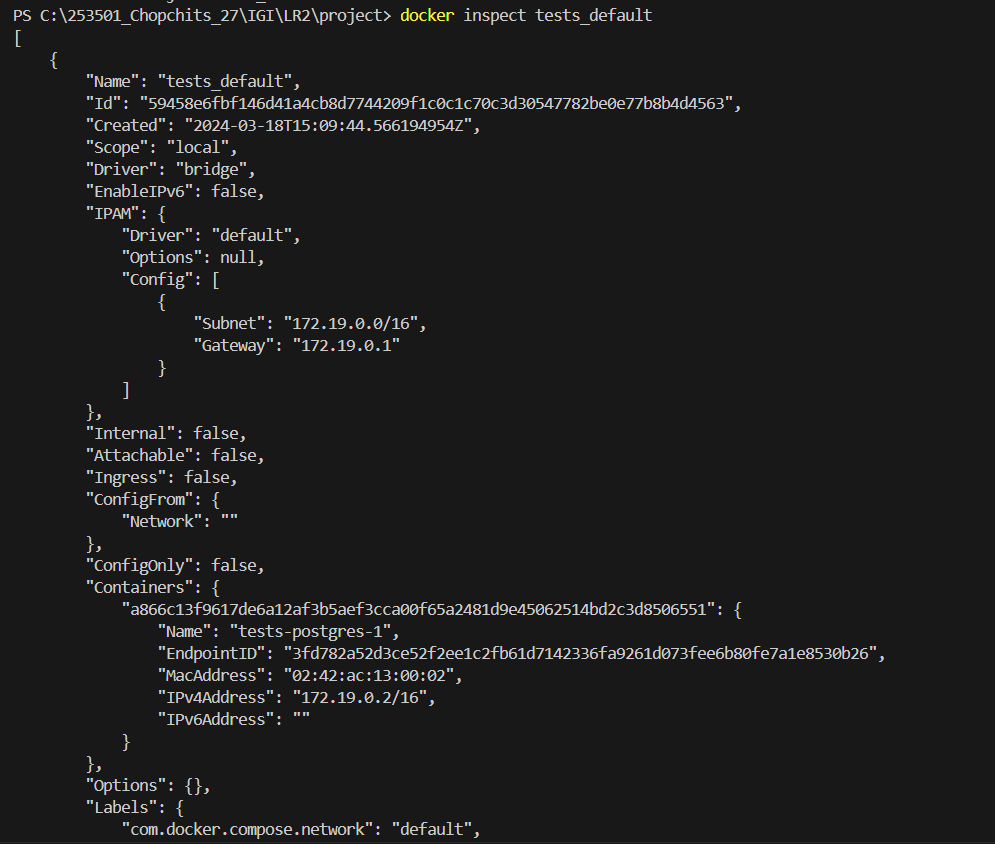 PS C:\253501_Chopchits_27\IGI\LR2\project> docker inspect tests_default
[
    {
        "Name": "tests_default",
        "Id": "59458e6fbf146d41a4cb8d7744209f1c0c1c70c3d30547782be0e77b8b4d4563",
        "Created": "2024-03-18T15:09:44.566194954Z",
        "Scope": "local",
        "Driver": "bridge",
        "EnableIPv6": false,
        "IPAM": {
            "Driver": "default",
            "Options": null,
            "Config": [
                {
                    "Subnet": "172.19.0.0/16",
                    "Gateway": "172.19.0.1"
                }
            ]
        },
        "Internal": false,
        "Attachable": false,
        "Ingress": false,
        "ConfigFrom": {
            "Network": ""
        },
        "ConfigOnly": false,
        "Containers": {
            "a866c13f9617de6a12af3b5aef3cca00f65a2481d9e45062514bd2c3d8506551": {
                "Name": "tests-postgres-1",
                "EndpointID": "3fd782a52d3ce52f2ee1c2fb61d7142336fa9261d073fee6b80fe7a1e8530b26",
                "MacAddress": "02:42:ac:13:00:02",
                "IPv4Address": "172.19.0.2/16",
                "IPv6Address": ""
            }
        },
        "Options": {},
        "Labels": {
            "com.docker.compose.network": "default",